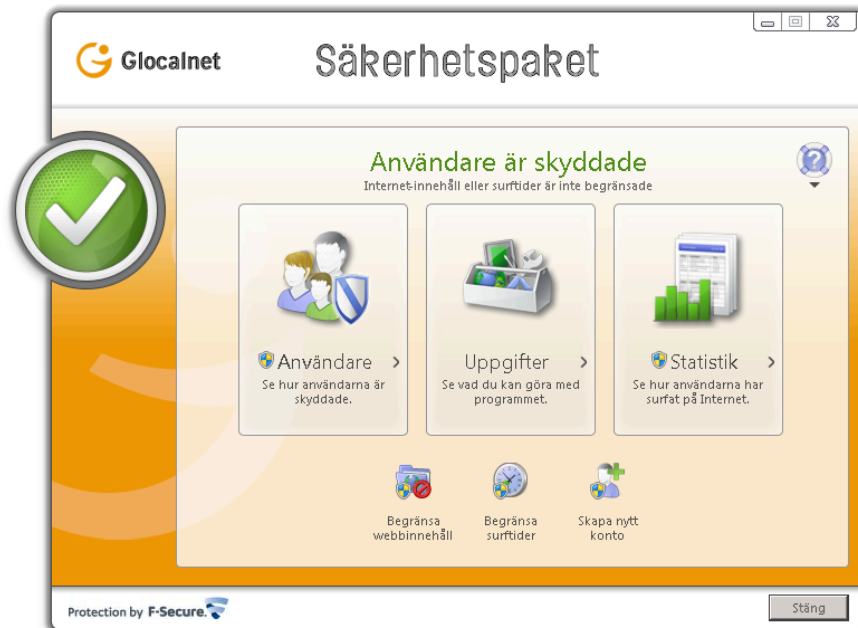 Glocalnet
Säkerhetspaket
Användare är skyddade
Internet-innehåll eller surftider är inte begränsade
Användare
Se hur användarna är
skyddade.
Uppgifter
Se vad du kan göra med
programmet.
Statistik
Se hur användarna har
surfat på Internet.
Begränsa
webbinnehåll
Begränsa
surftider
Skapa nytt
konto
Protection by F-Secure.
Stäng